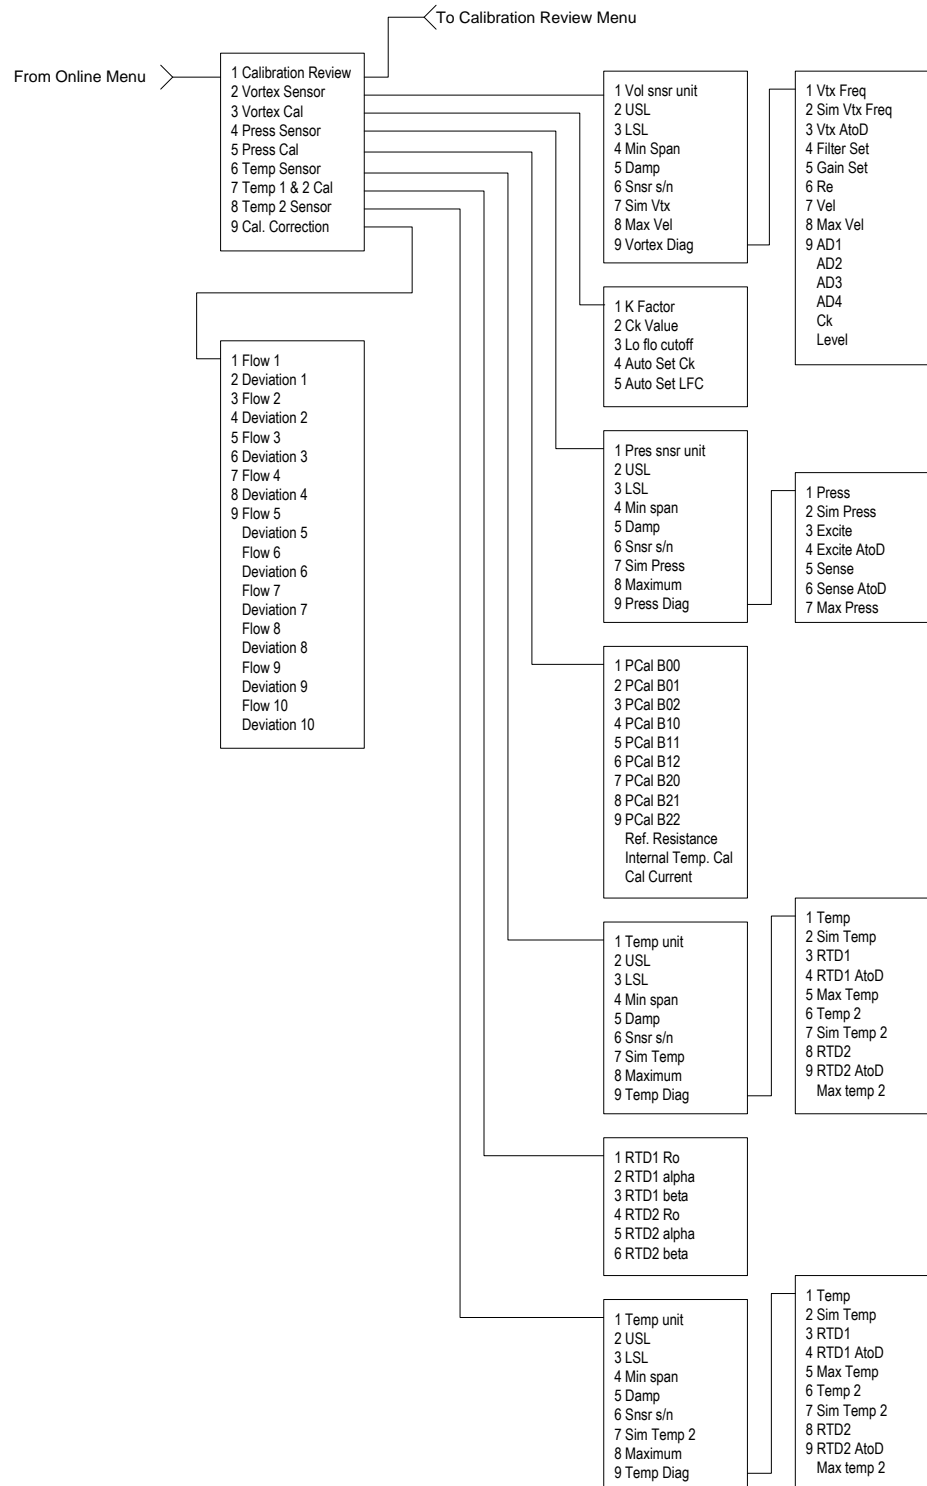 To Calibration Review Menu
From Online Menu
1 Calibration Review
2 Vortex Sensor
3 Vortex Cal
4 Press Sensor
5 Press Cal
6 Temp Sensor
7 Temp 1 & 2 Cal
8 Temp 2 Sensor
9 Cal. Correction
1 Flow 1
2 Deviation 1
3 Flow 2
4 Deviation 2
5 Flow 3
6 Deviation 3
7 Flow 4
8 Deviation 4
9 Flow 5
Deviation 5
Flow 6
Deviation 6
Flow 7
Deviation 7
Flow 8
Deviation 8
Flow 9
Deviation 9
Flow 10
Deviation 10
1 Vol snsr unit
2 USL
3 LSL
4 Min Span
5 Damp
6 Snsr s/n
7 Sim Vtx
8 Max Vel
9 Vortex Diag
1 Vtx Freq
2 Sim Vtx Freq
3 Vtx AtoD
4 Filter Set
5 Gain Set
6 Re
7 Vel
8 Max Vel
9 AD1
AD2
AD3
AD4
Ck
Level
1 K Factor
2 Ck Value
3 Lo flo cutoff
4 Auto Set Ck
5 Auto Set LFC
1 Pres snsr unit
2 USL
3 LSL
4 Min span
5 Damp
6 Snsr s/n
7 Sim Press
8 Maximum
9 Press Diag
1 Press
2 Sim Press
3 Excite
4 Excite AtoD
5 Sense
6 Sense AtoD
7 Max Press
1 PCal B00
2 PCal B01
3 PCal B02
4 PCal B10
5 PCal B11
6 PCal B12
7 PCal B20
8 PCal B21
9 PCal B22
Ref. Resistance
Internal Temp. Cal
Cal Current
1 Temp unit
2 USL
3 LSL
4 Min span
5 Damp
6 Snsr s/n
7 Sim Temp
8 Maximum
9 Temp Diag
1 Temp
2 Sim Temp
3 RTD1
4 RTD1 AtoD
5 Max Temp
6 Temp 2
7 Sim Temp 2
8 RTD2
9 RTD2 AtoD
Max temp 2
1 RTD1 Ro
2 RTD1 alpha
3 RTD1 beta
4 RTD2 Ro
5 RTD2 alpha
6 RTD2 beta
1 Temp unit
2 USL
3 LSL
4 Min span
5 Damp
6 Snsr s/n
7 Sim Temp 2
8 Maximum
9 Temp Diag
1 Temp
2 Sim Temp
3 RTD1
4 RTD1 AtoD
5 Max Temp
6 Temp 2
7 Sim Temp 2
8 RTD2
9 RTD2 AtoD
Max temp 2